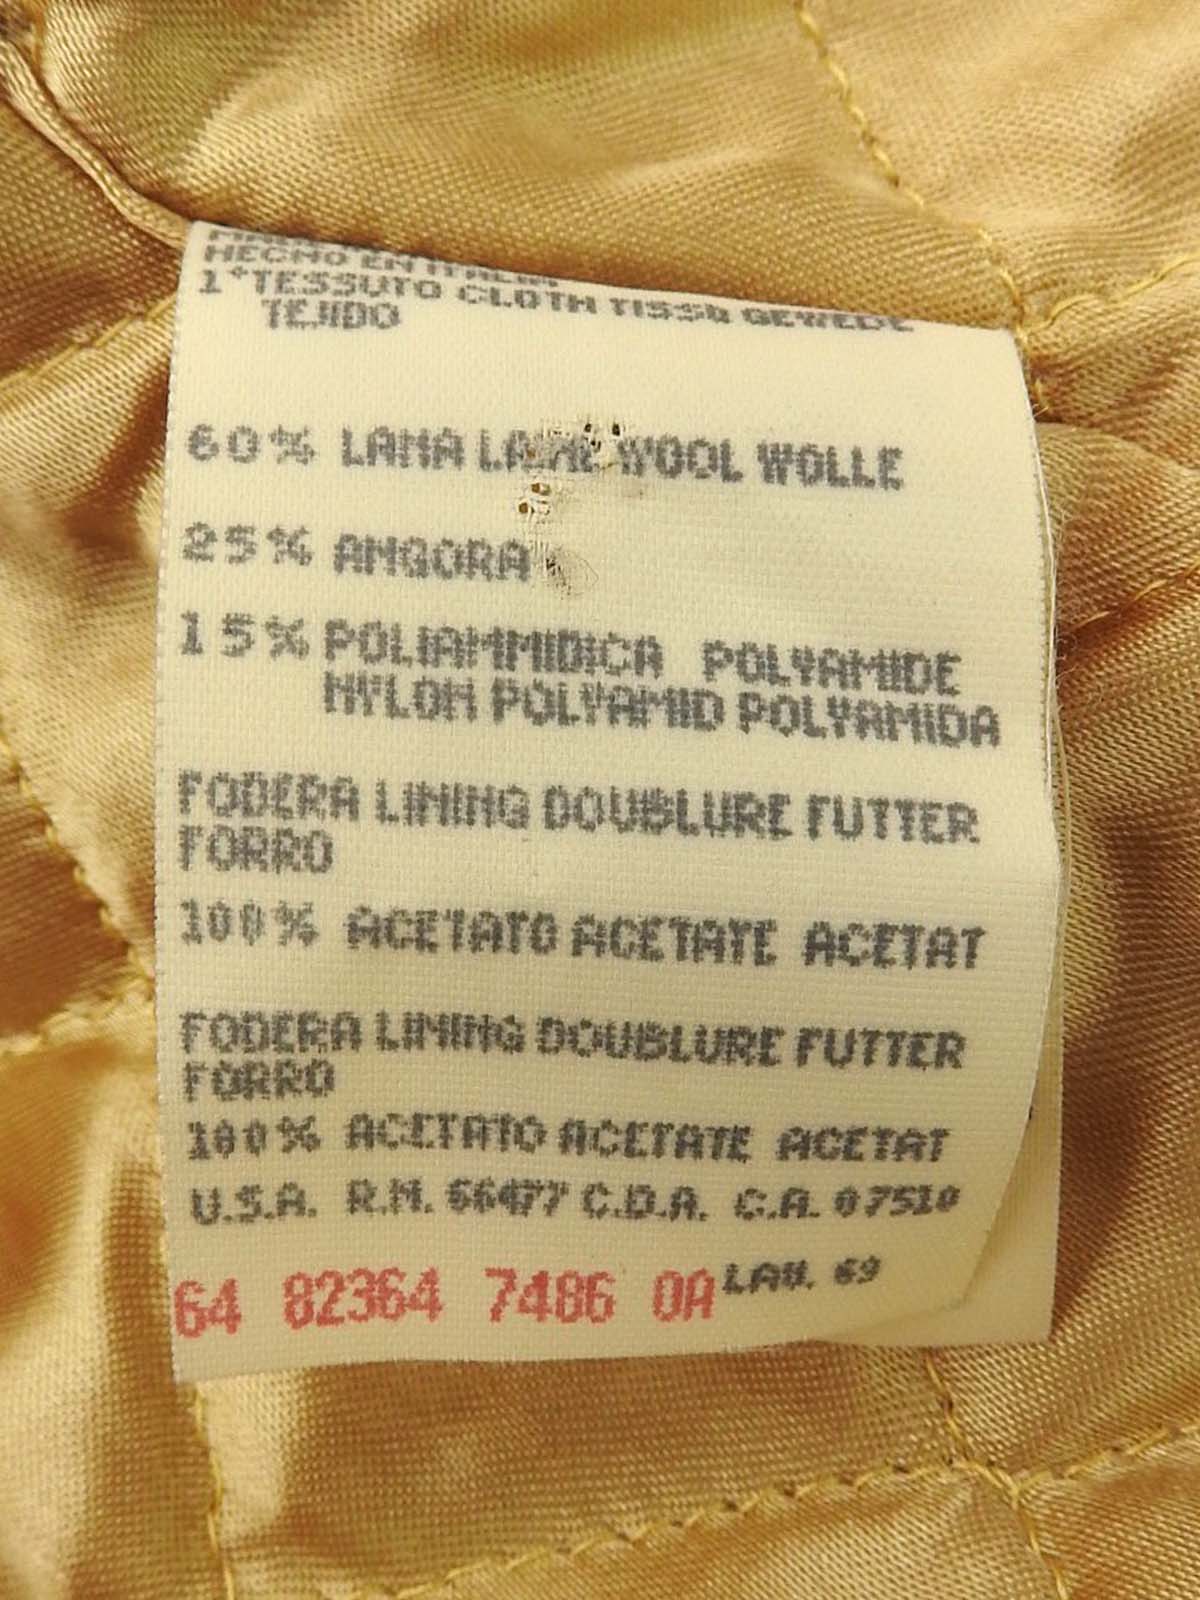 HECHO EN ITALIA
1°TESSUTO CLOTH TISSU GEWEBE
TEJIDO
60% LANA LAINE WOOL WOLLE
25% ANGORA
15% POLIAMMIDICA POLYAMIDE
NYLON POLYAMID POLYAMIDA
FODERA LINING DOUBLURE FUTTER
FORRO
100% ACETATO ACETATE ACETAT
FODERA LINING DOUBLURE FUTTER
FORRO
100% ACETATO ACETATE ACETAT
U.S.A. R.N. 66477 C.D.A. C.A. 07510
64 82364 7486 0A LAV. 69